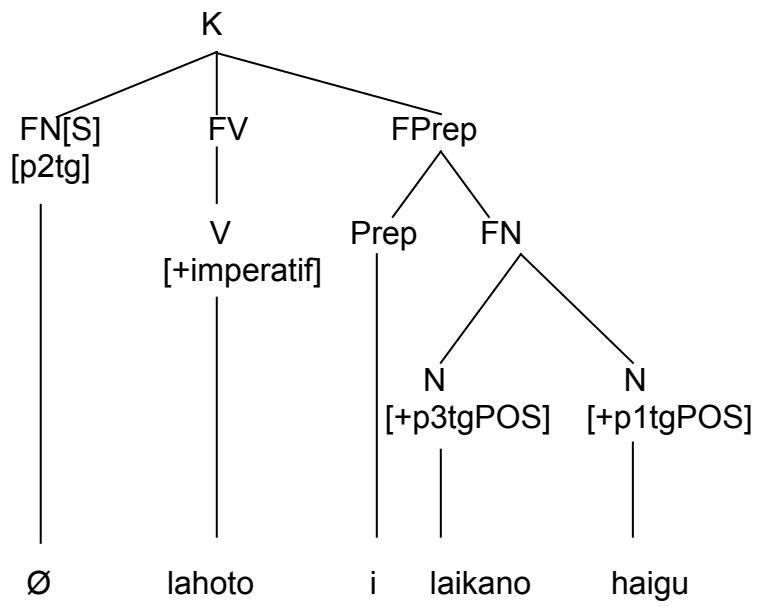 K
FN[S] FV FPrep
[p2tg]
V Prep FN
[+imperatif]
N N
[+p3tgPOS] [+p1tgPOS]
Ø lahoto i laikano haigu